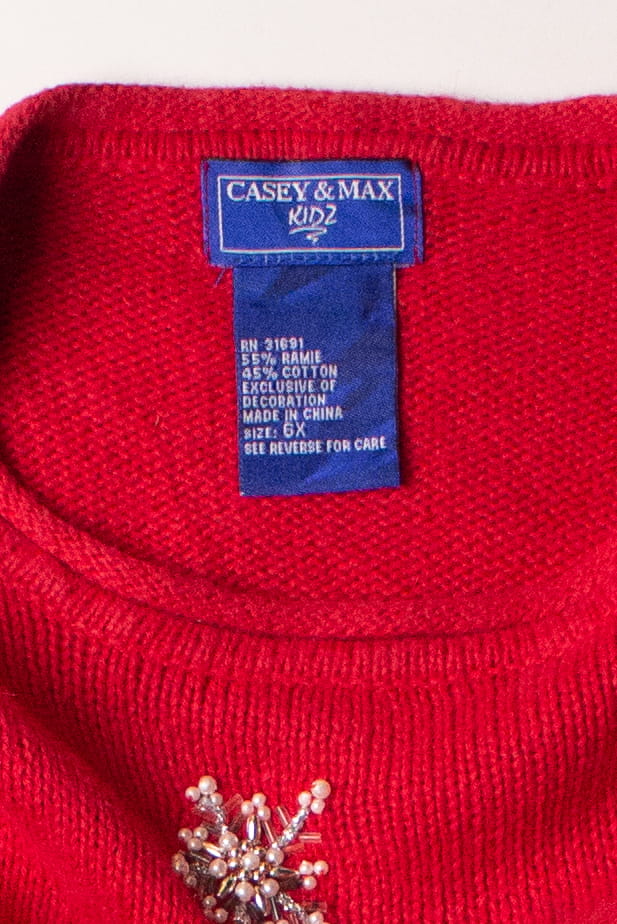 CASEY & MAX
KIDZ
RN 31691
55% RAMIE
45% COTTON
EXCLUSIVE OF
DECORATION
MADE IN CHINA
SIZE: 6X
SEE REVERSE FOR CARE